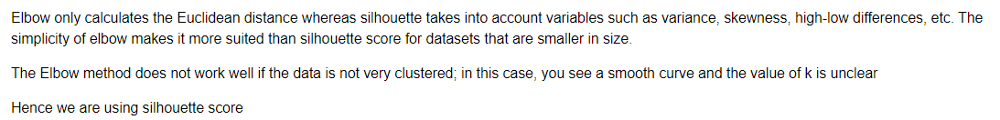 Elbow only calculates the Euclidean distance whereas silhouette takes into account variables such as variance, skewness, high-low differences, etc. The
simplicity of elbow makes it more suited than silhouette score for datasets that are smaller in size.
The Elbow method does not work well if the data is not very clustered; in this case, you see a smooth curve and the value of k is unclear
Hence we are using silhouette score